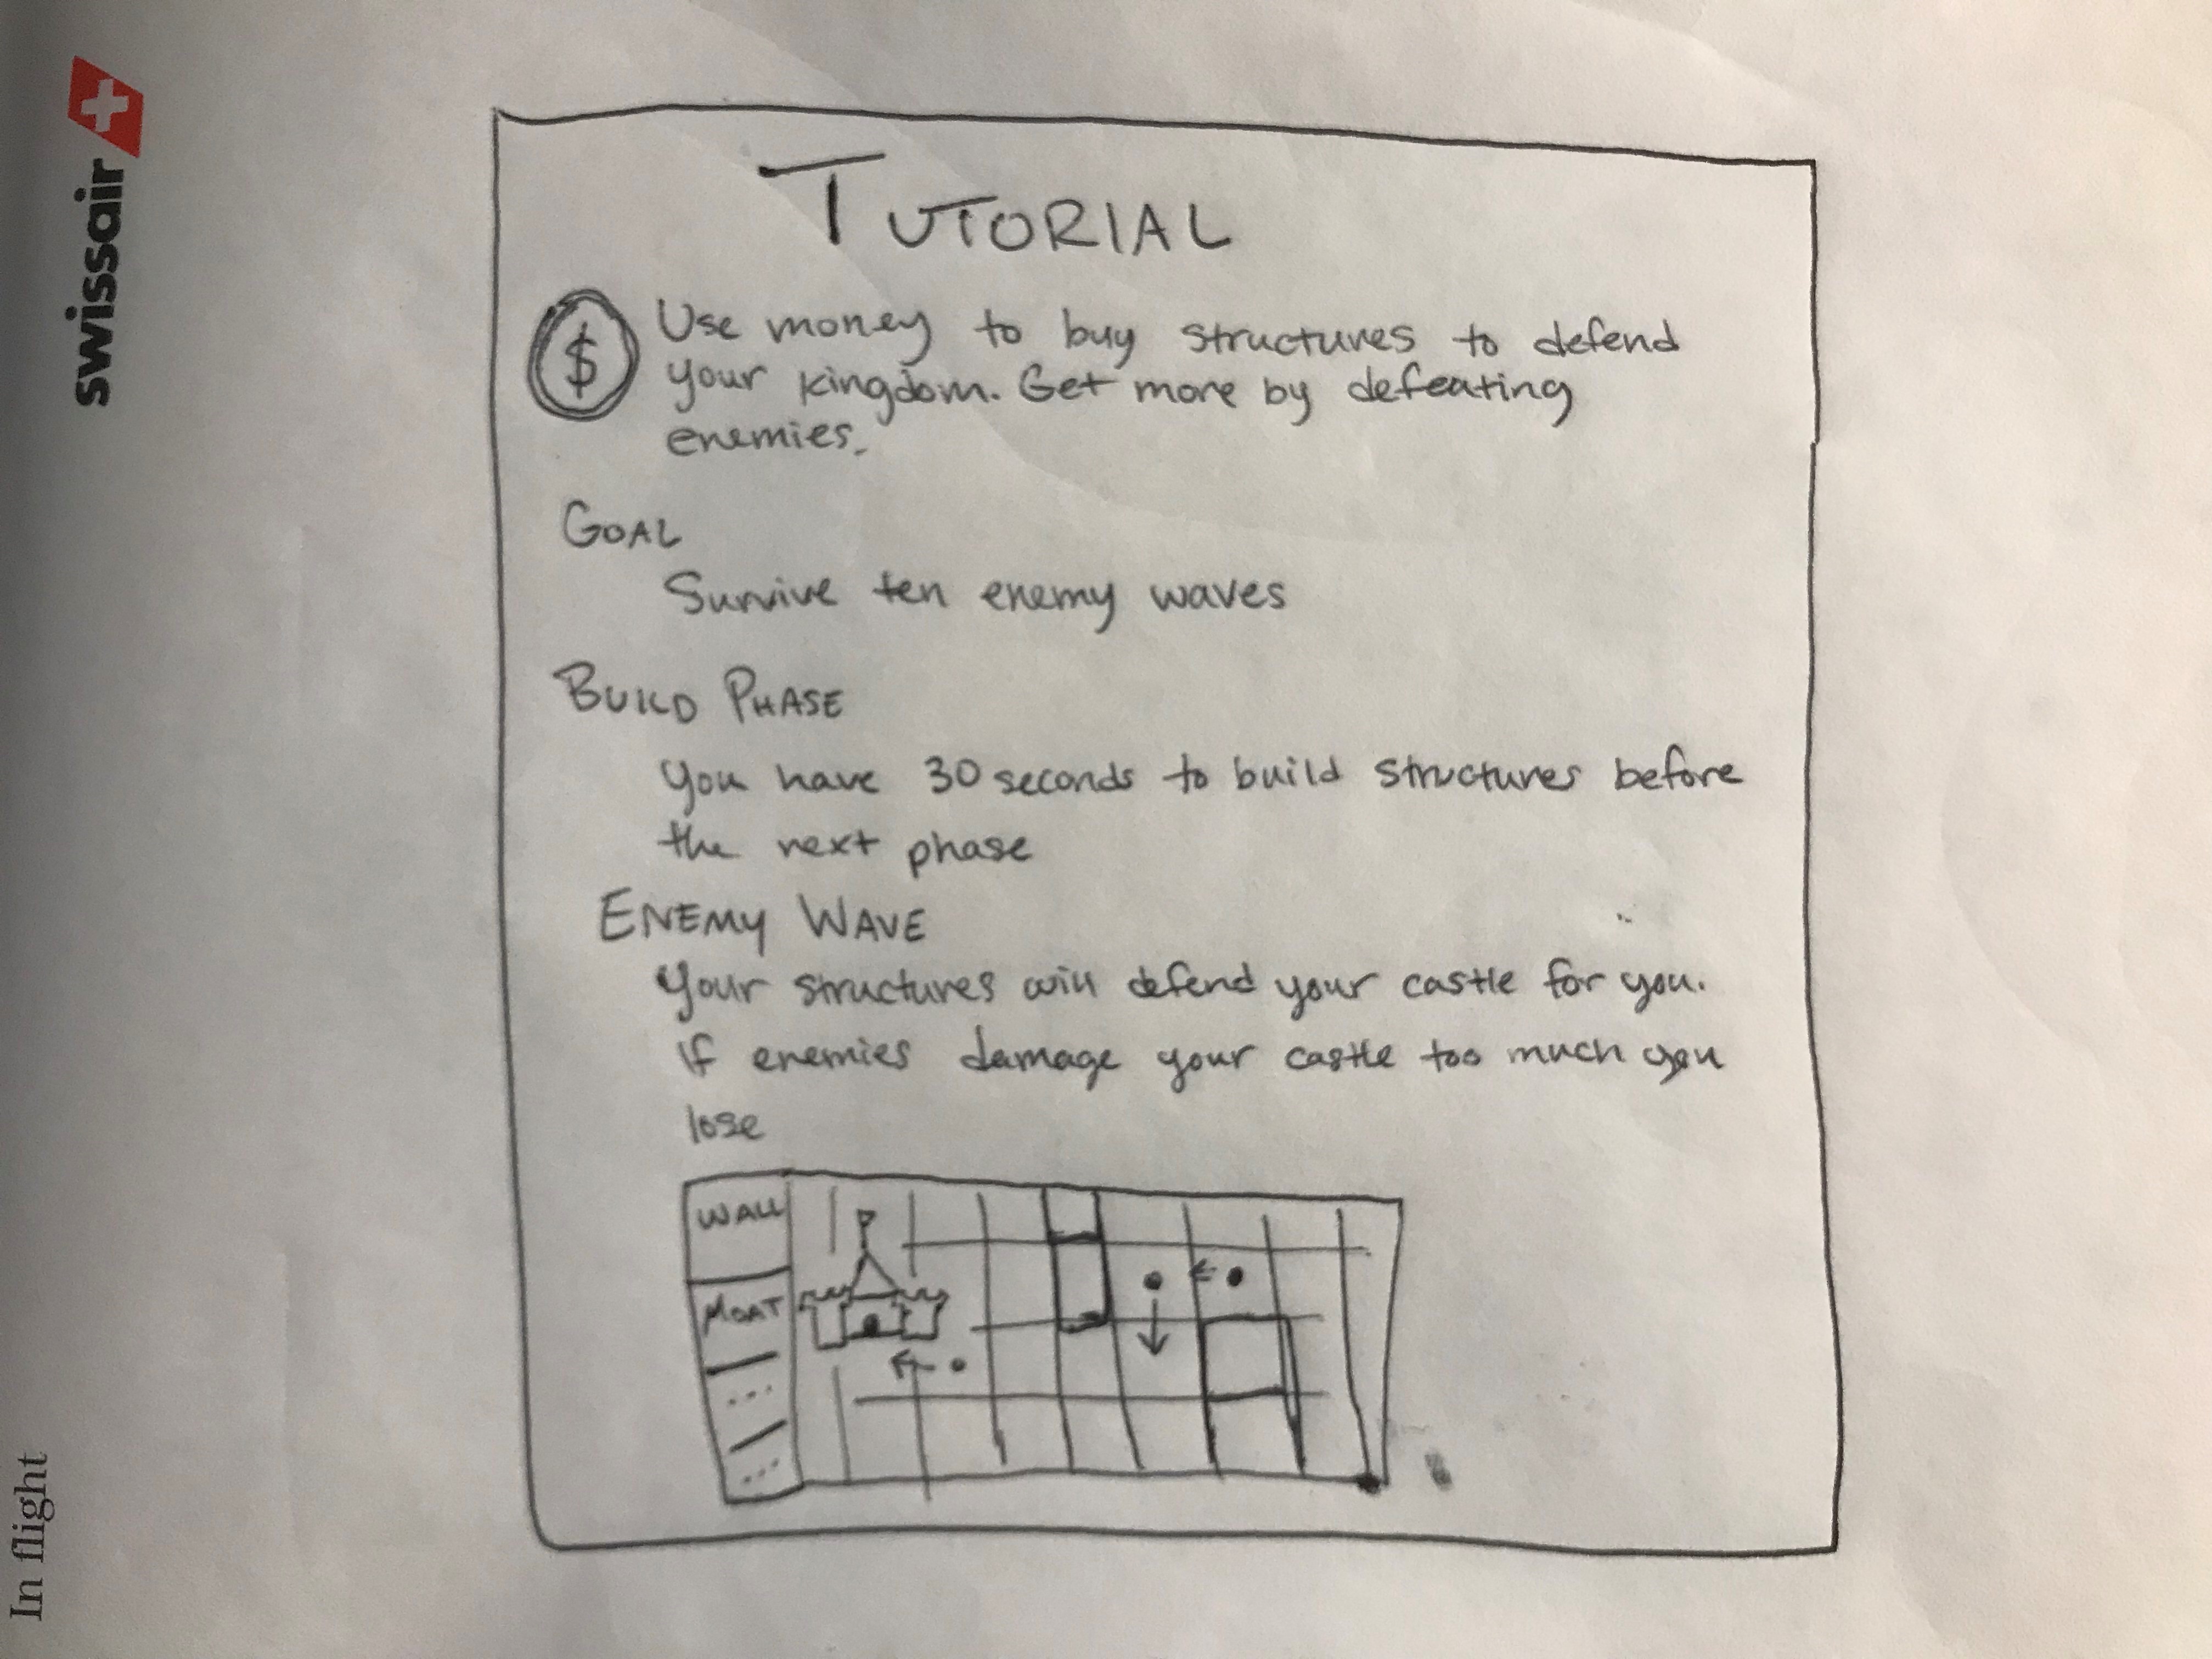 swissair
In flight
TUTORIAL
$ Use money to buy structures to defend
your kingdom. Get more by defeating
enemies.
GOAL
Survive ten enemy waves
BUILD PHASE
You have 30 seconds to build structures before
the next phase
ENEMY WAVE
Your structures will defend your castle for you.
If enemies damage your castle too much you
lose
WALL
MOAT
...
...